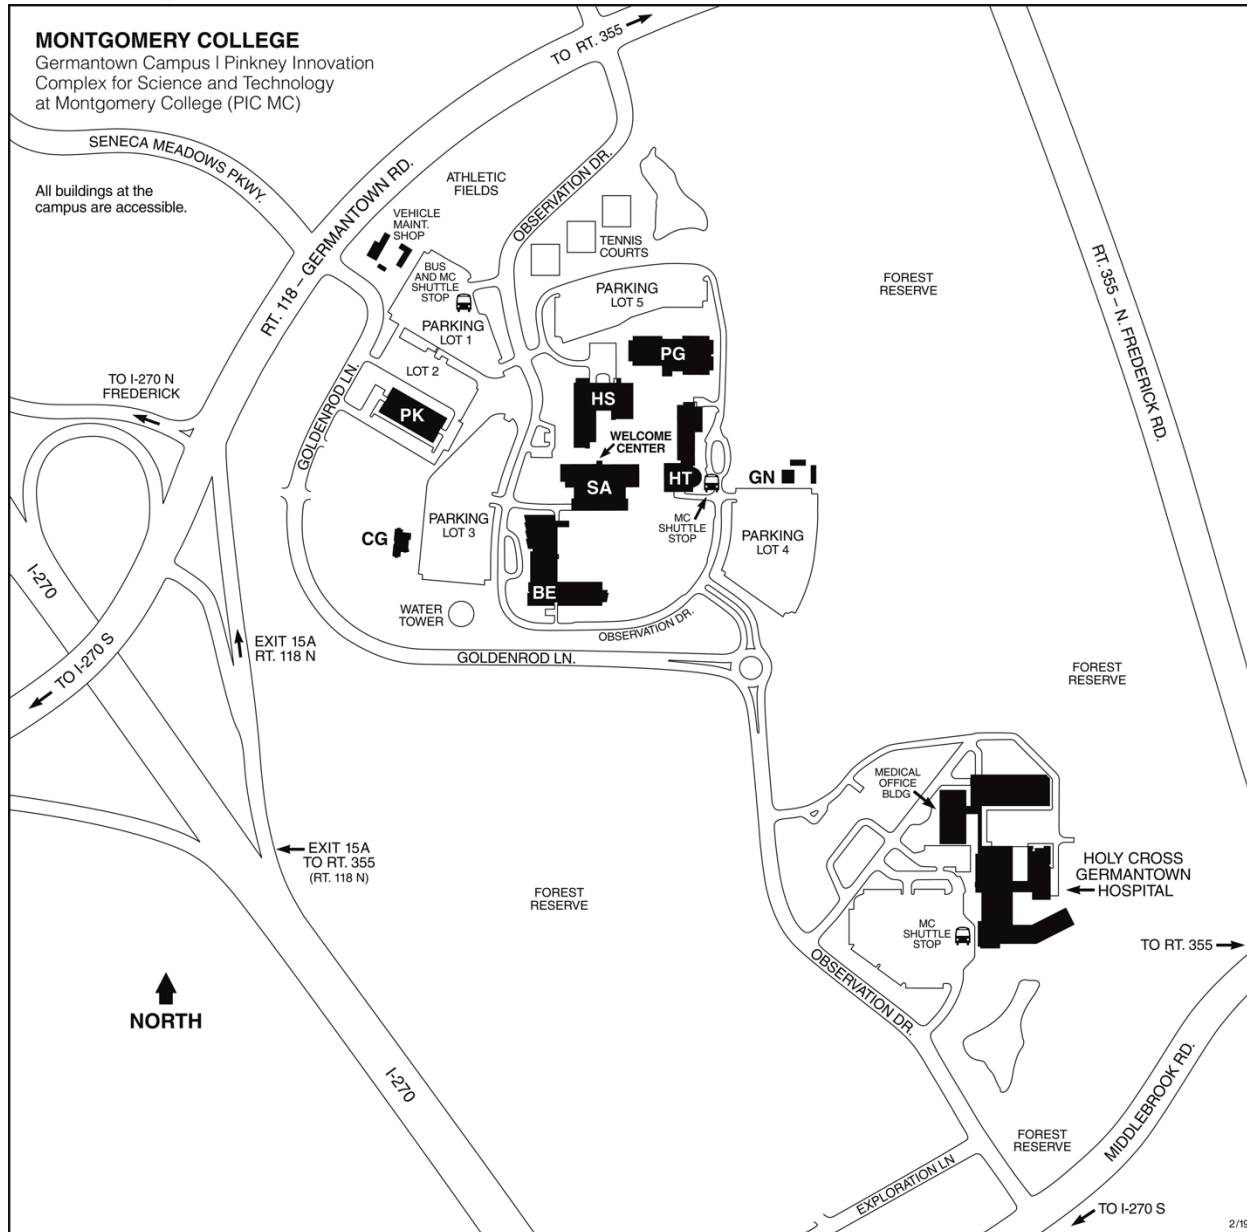 MONTGOMERY COLLEGE
Germantown Campus | Pinkney Innovation
Complex for Science and Technology
at Montgomery College (PIC MC)
TO RT. 355
SENECA MEADOWS PKWY.
All buildings at the
campus are accessible.
RT. 118 – GERMANTOWN RD.
ATHLETIC
FIELDS
OBSERVATION DR.
VEHICLE
MAINT.
SHOP
TENNIS
COURTS
BUS
AND MC
SHUTTLE
STOP
PARKING
LOT 1
PARKING
LOT 5
FOREST
RESERVE
RT. 355 – N. FREDERICK RD.
TO I-270 N
FREDERICK
GOLDENROD LN.
LOT 2
PK
PG
HS
WELCOME
CENTER
SA
HT
GN
MC
SHUTTLE
STOP
PARKING
LOT 3
PARKING
LOT 4
CG
BE
I-270
WATER
TOWER
OBSERVATION DR.
EXIT 15A
RT. 118 N
GOLDENROD LN.
TO I-270 S
FOREST
RESERVE
MEDICAL
OFFICE
BLDG
EXIT 15A
TO RT. 355
(RT. 118 N)
HOLY CROSS
GERMANTOWN
HOSPITAL
FOREST
RESERVE
MC
SHUTTLE
STOP
TO RT. 355
OBSERVATION DR.
NORTH
I-270
MIDDLEBROOK RD.
FOREST
RESERVE
EXPLORATION LN
TO I-270 S
2/19